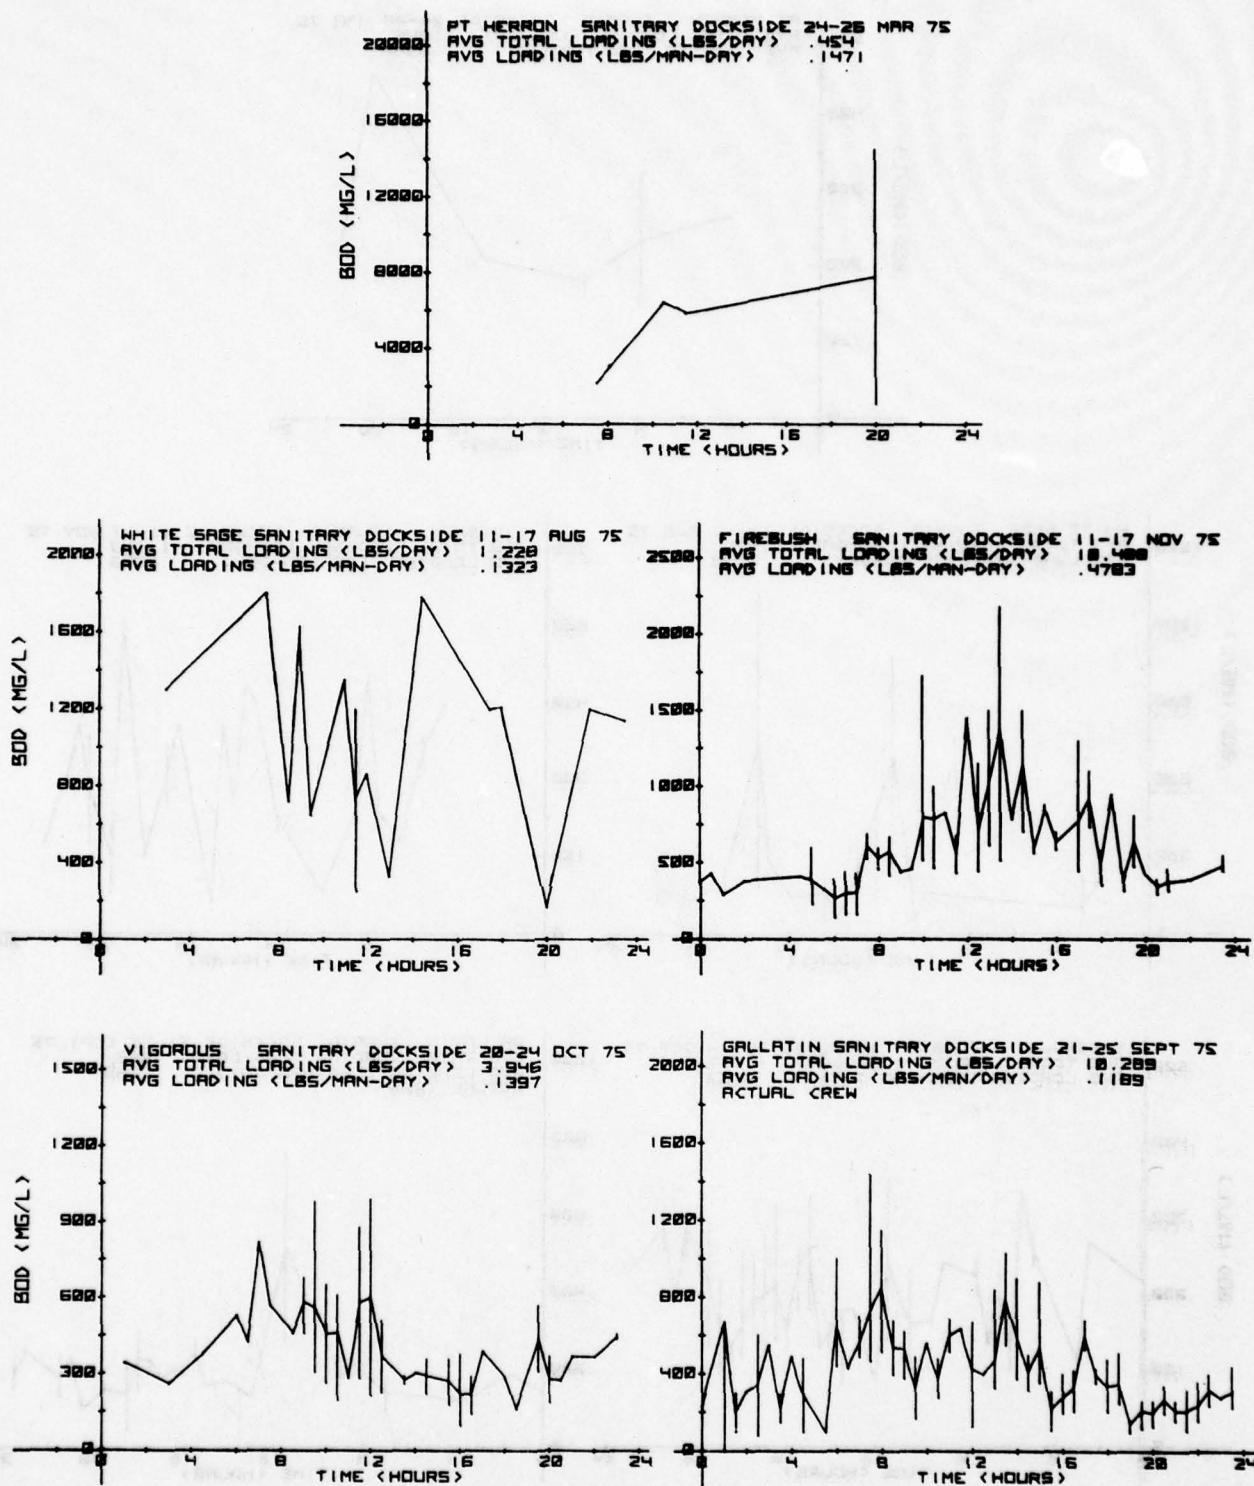 PT HERRON SANITARY DOCKSIDE 24-26 MAR 75
AVG TOTAL LOADING <LBS/DAY> .454
AVG LOADING <LBS/MAN-DAY> .1471
20000
16000
12000
8000
4000
0
BOD <MG/L>
0 4 8 12 16 20 24
TIME <HOURS>
WHITE SAGE SANITARY DOCKSIDE 11-17 AUG 75
AVG TOTAL LOADING <LBS/DAY> 1.220
AVG LOADING <LBS/MAN-DAY> .1323
2000
1600
1200
800
400
0
BOD <MG/L>
0 4 8 12 16 20 24
TIME <HOURS>
FIREBUSH SANITARY DOCKSIDE 11-17 NOV 75
AVG TOTAL LOADING <LBS/DAY>
AVG LOADING <LBS/MAN-DAY> .4783
2500
2000
1500
1000
500
0
0 4 8 12 16 20 24
TIME <HOURS>
VIGOROUS SANITARY DOCKSIDE 20-24 OCT 75
AVG TOTAL LOADING <LBS/DAY> 3.946
AVG LOADING <LBS/MAN-DAY> .1397
1500
1200
900
600
300
0
BOD <MG/L>
0 4 8 12 16 20 24
TIME <HOURS>
GALLATIN SANITARY DOCKSIDE 21-25 SEPT 75
AVG TOTAL LOADING <LBS/DAY> 10.289
AVG LOADING <LBS/MAN/DAY> .1189
ACTUAL CREW
2000
1600
1200
800
400
0
0 4 8 12 16 20 24
TIME <HOURS>